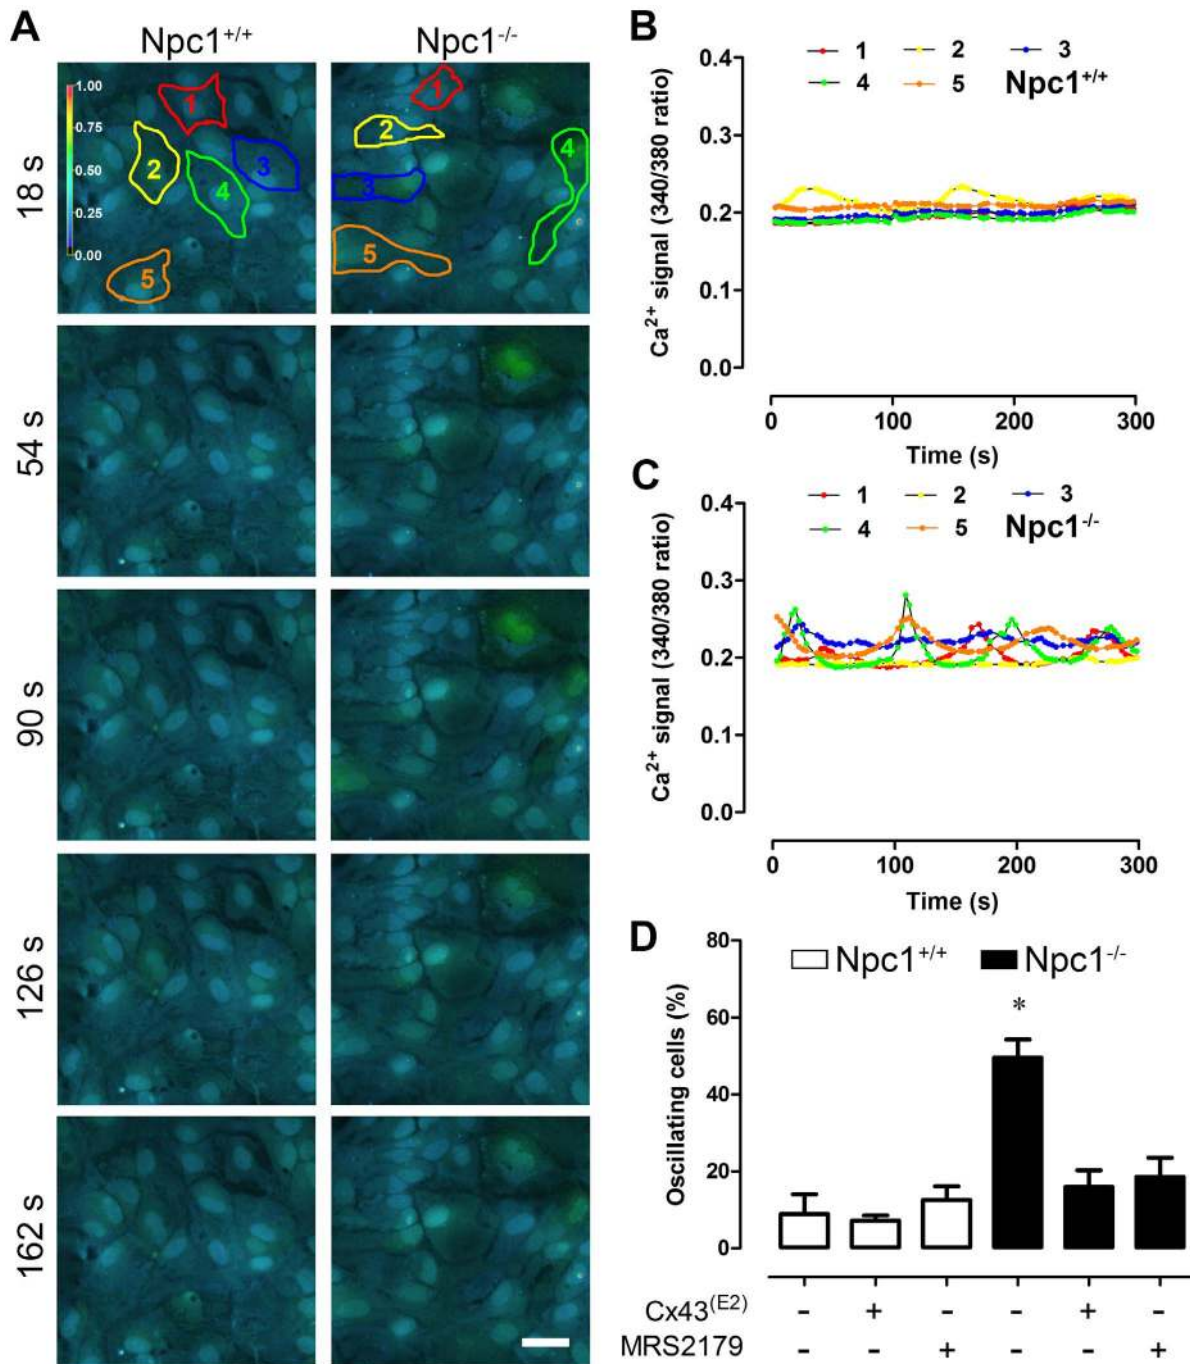 A
Npc1+/+ Npc1-/-
18 s
1.00
0.75
0.50
0.25
0.00
1
2
3
4
5
1
2
3
4
5
54 s
90 s
126 s
162 s
B
1 2 3
4 5 Npc1+/+
Ca2+ signal (340/380 ratio)
0.4
0.3
0.2
0.1
0.0
0 100 200 300
Time (s)
C
1 2 3
4 5 Npc1-/-
Ca2+ signal (340/380 ratio)
0.4
0.3
0.2
0.1
0.0
0 100 200 300
Time (s)
D
Npc1+/+ Npc1-/-
Oscillating cells (%)
80
60
40
20
0
*
Cx43(E2) - + - - + -
MRS2179 - - + - - +